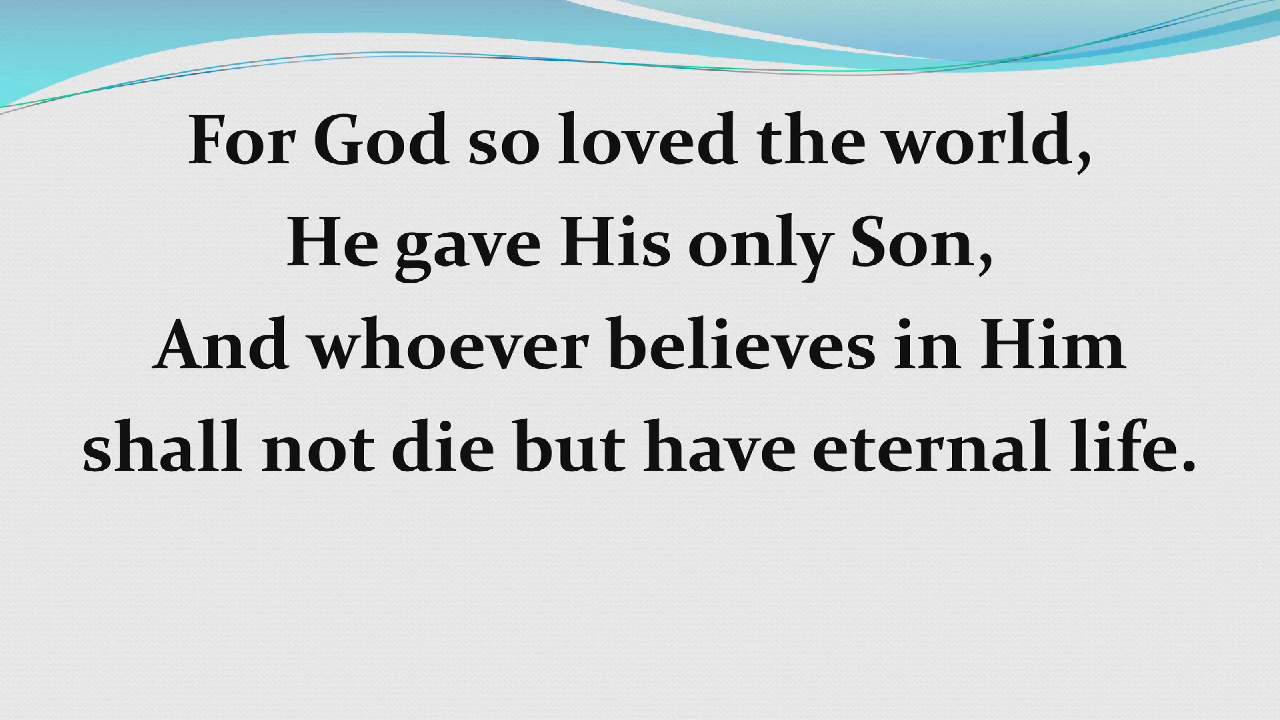 For God so loved the world,
He gave His only Son,
And whoever believes in Him
shall not die but have eternal life.